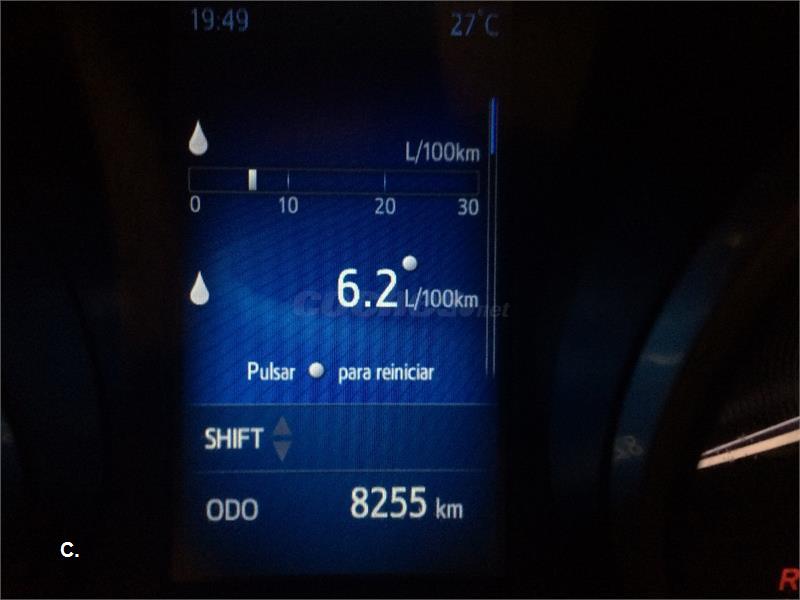 19:49 27°C
L/100km
0 10 20 30
6.2 L/100km
Pulsar para reiniciar
SHIFT
ODO 8255 km
C.
R